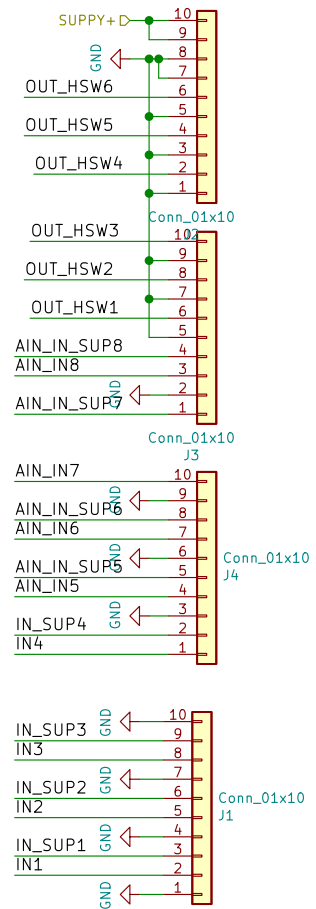 SUPPY+ 10
9
GND 8
7
OUT_HSW6 6
5
OUT_HSW5 4
3
OUT_HSW4 2
1
Conn_01x10
J2
OUT_HSW3 10
9
OUT_HSW2 8
7
OUT_HSW1 6
5
AIN_IN_SUP8 4
AIN_IN8 3
GND 2
AIN_IN_SUP7 1
Conn_01x10
J3
AIN_IN7 10
GND 9
AIN_IN_SUP6 8
AIN_IN6 7
GND 6
AIN_IN_SUP5 5
AIN_IN5 4
GND 3
IN_SUP4 2
IN4 1
Conn_01x10
J4
GND 10
IN_SUP3 9
IN3 8
GND 7
IN_SUP2 6
IN2 5
GND 4
IN_SUP1 3
IN1 2
GND 1
Conn_01x10
J1